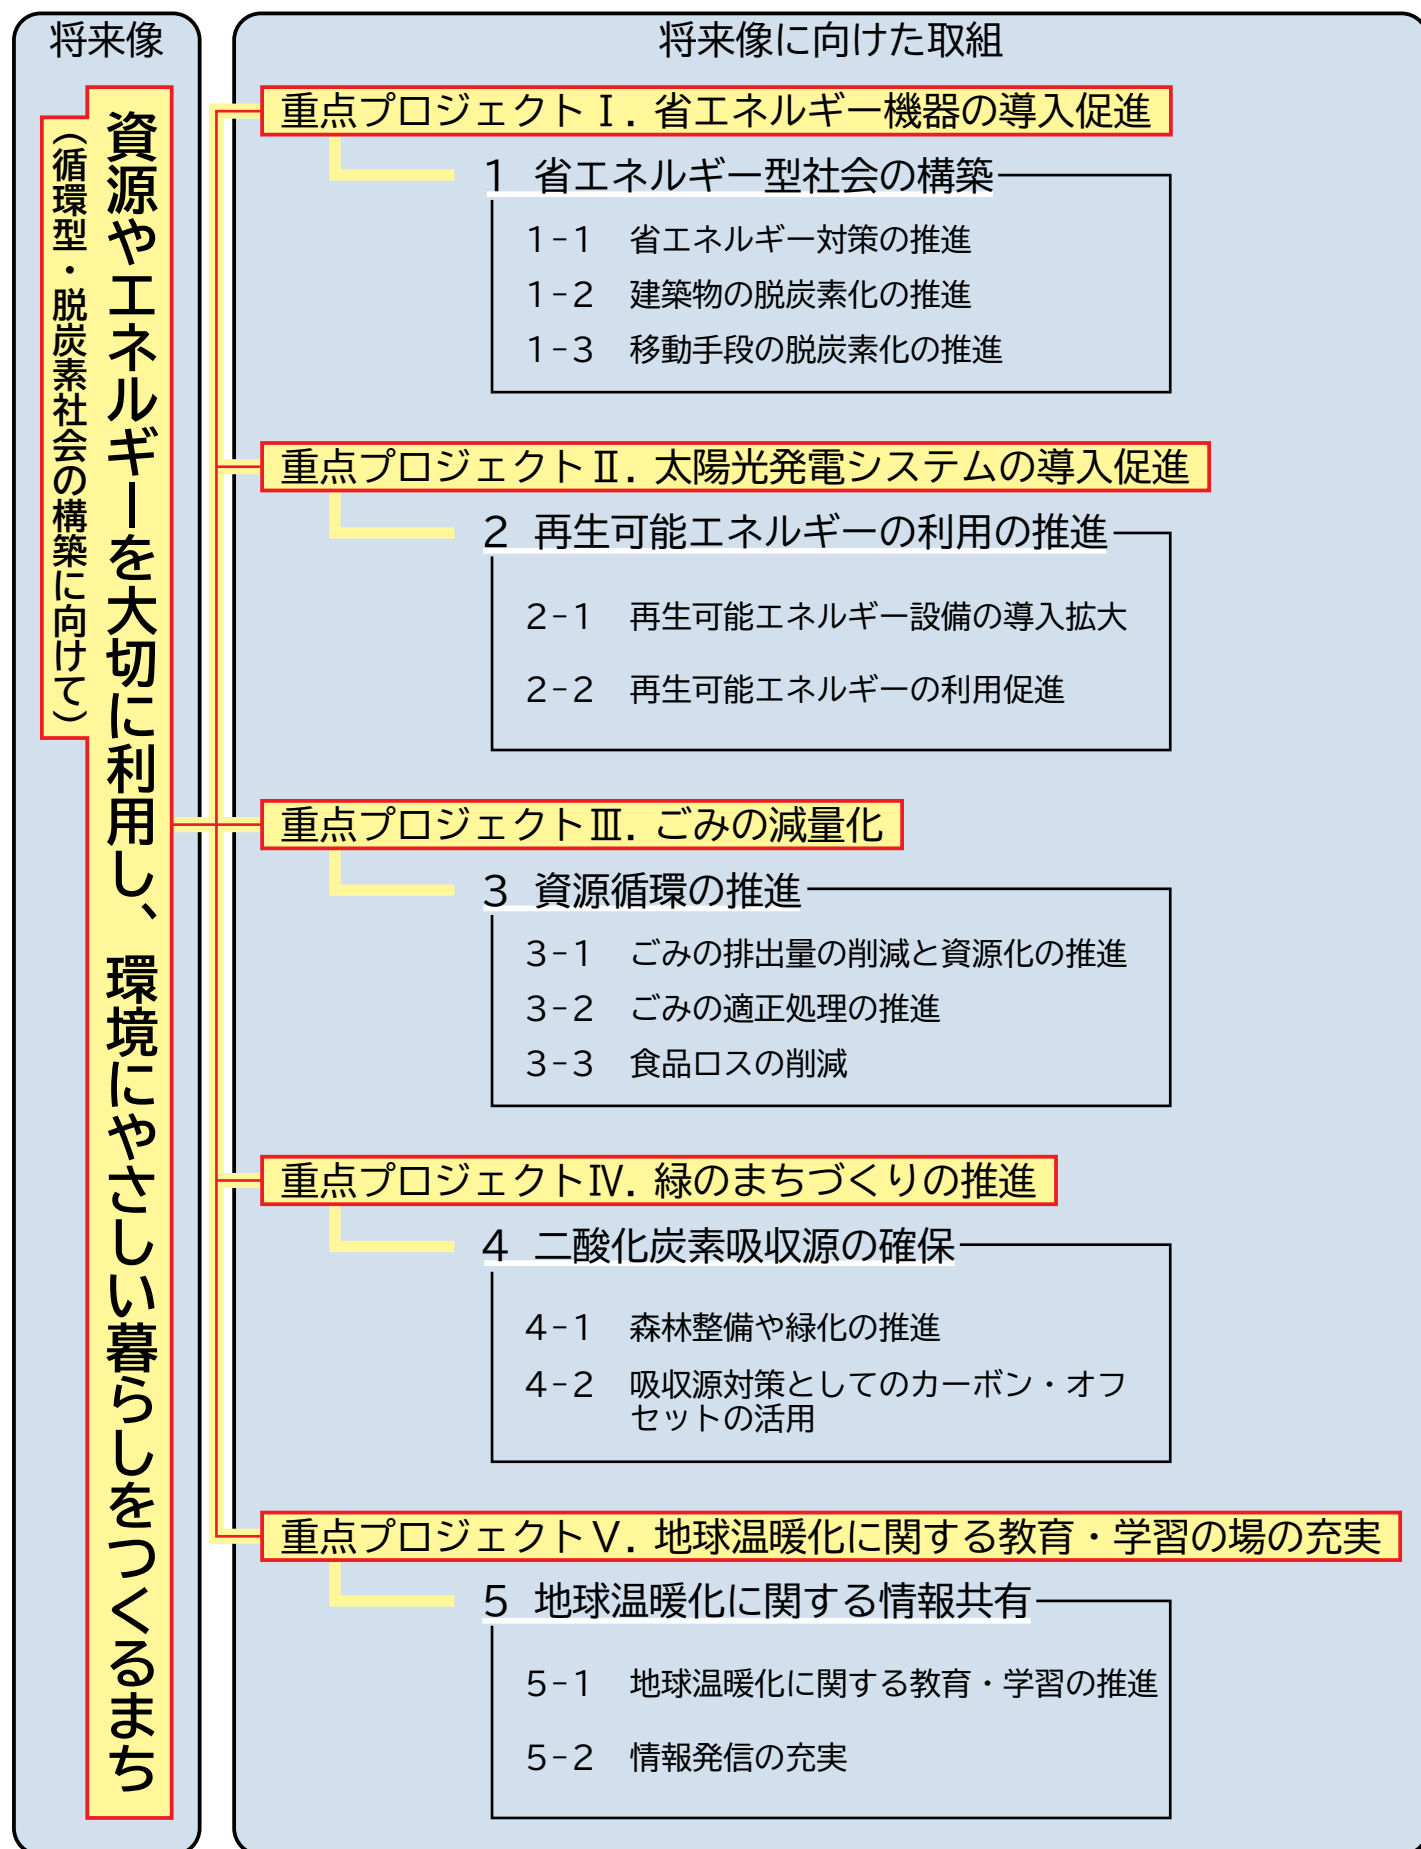 将来像
資源やエネルギーを大切に利用し、環境にやさしい暮らしをつくるまち
（循環型・脱炭素社会の構築に向けて）
将来像に向けた取組
重点プロジェクトⅠ. 省エネルギー機器の導入促進
1 省エネルギー型社会の構築
1-1 省エネルギー対策の推進
1-2 建築物の脱炭素化の推進
1-3 移動手段の脱炭素化の推進
重点プロジェクトⅡ. 太陽光発電システムの導入促進
2 再生可能エネルギーの利用の推進
2-1 再生可能エネルギー設備の導入拡大
2-2 再生可能エネルギーの利用促進
重点プロジェクトⅢ. ごみの減量化
3 資源循環の推進
3-1 ごみの排出量の削減と資源化の推進
3-2 ごみの適正処理の推進
3-3 食品ロスの削減
重点プロジェクトⅣ. 緑のまちづくりの推進
4 二酸化炭素吸収源の確保
4-1 森林整備や緑化の推進
4-2 吸収源対策としてのカーボン・オフ
セットの活用
重点プロジェクトⅤ. 地球温暖化に関する教育・学習の場の充実
5 地球温暖化に関する情報共有
5-1 地球温暖化に関する教育・学習の推進
5-2 情報発信の充実